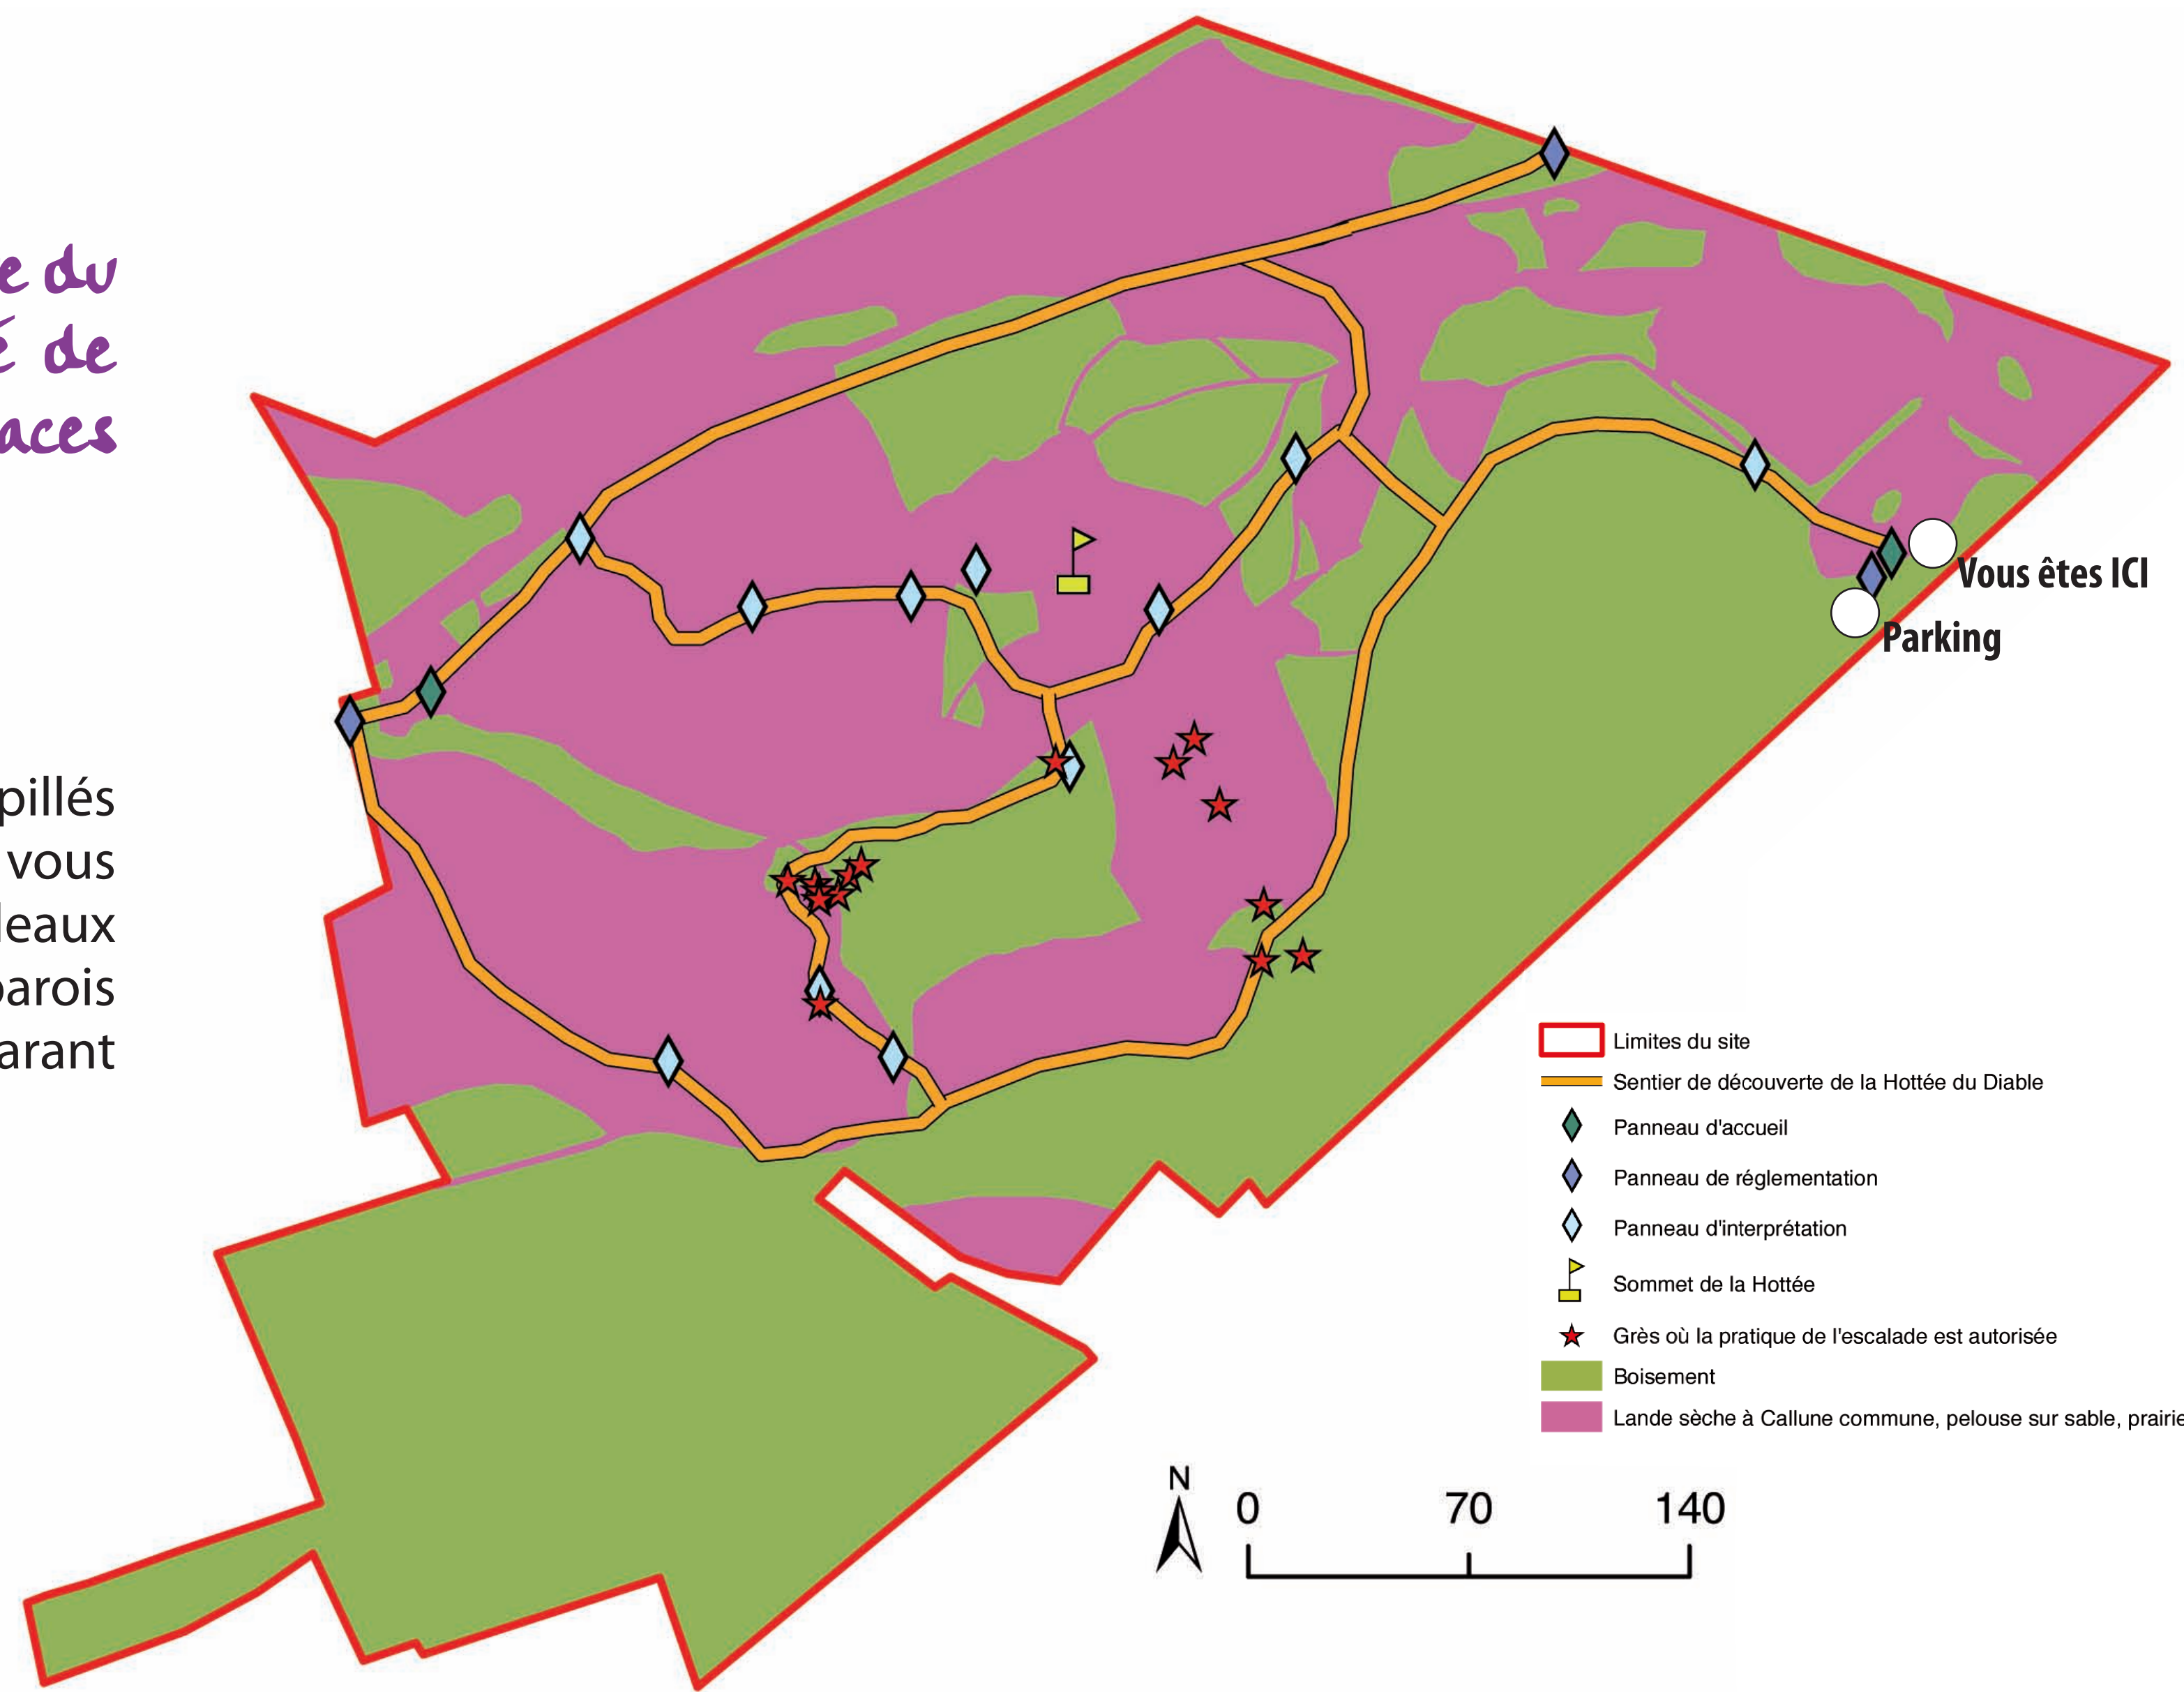 e du
é de
aces
pillés
vous
leaux
parois
arant
Vous êtes ICI
Parking
Limites du site
Sentier de découverte de la Hottée du Diable
Panneau d'accueil
Panneau de réglementation
Panneau d'interprétation
Sommet de la Hottée
Grès où la pratique de l'escalade est autorisée
Boisement
Lande sèche à Callune commune, pelouse sur sable, prairie
N
0 70 140